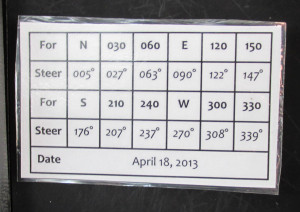 For N 030 060 E 120 150
Steer 005° 027° 063° 090° 122° 147°
For S 210 240 W 300 330
Steer 176° 207° 237° 270° 308° 339°
Date April 18, 2013